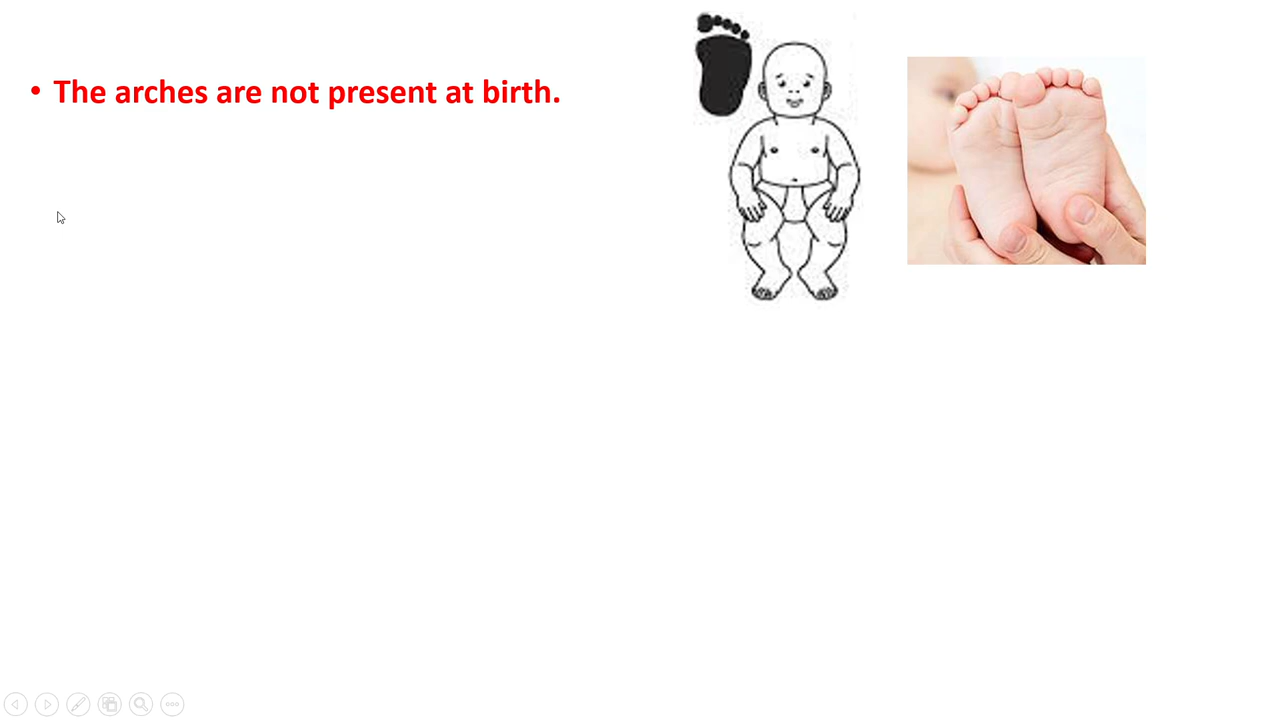 • The arches are not present at birth.